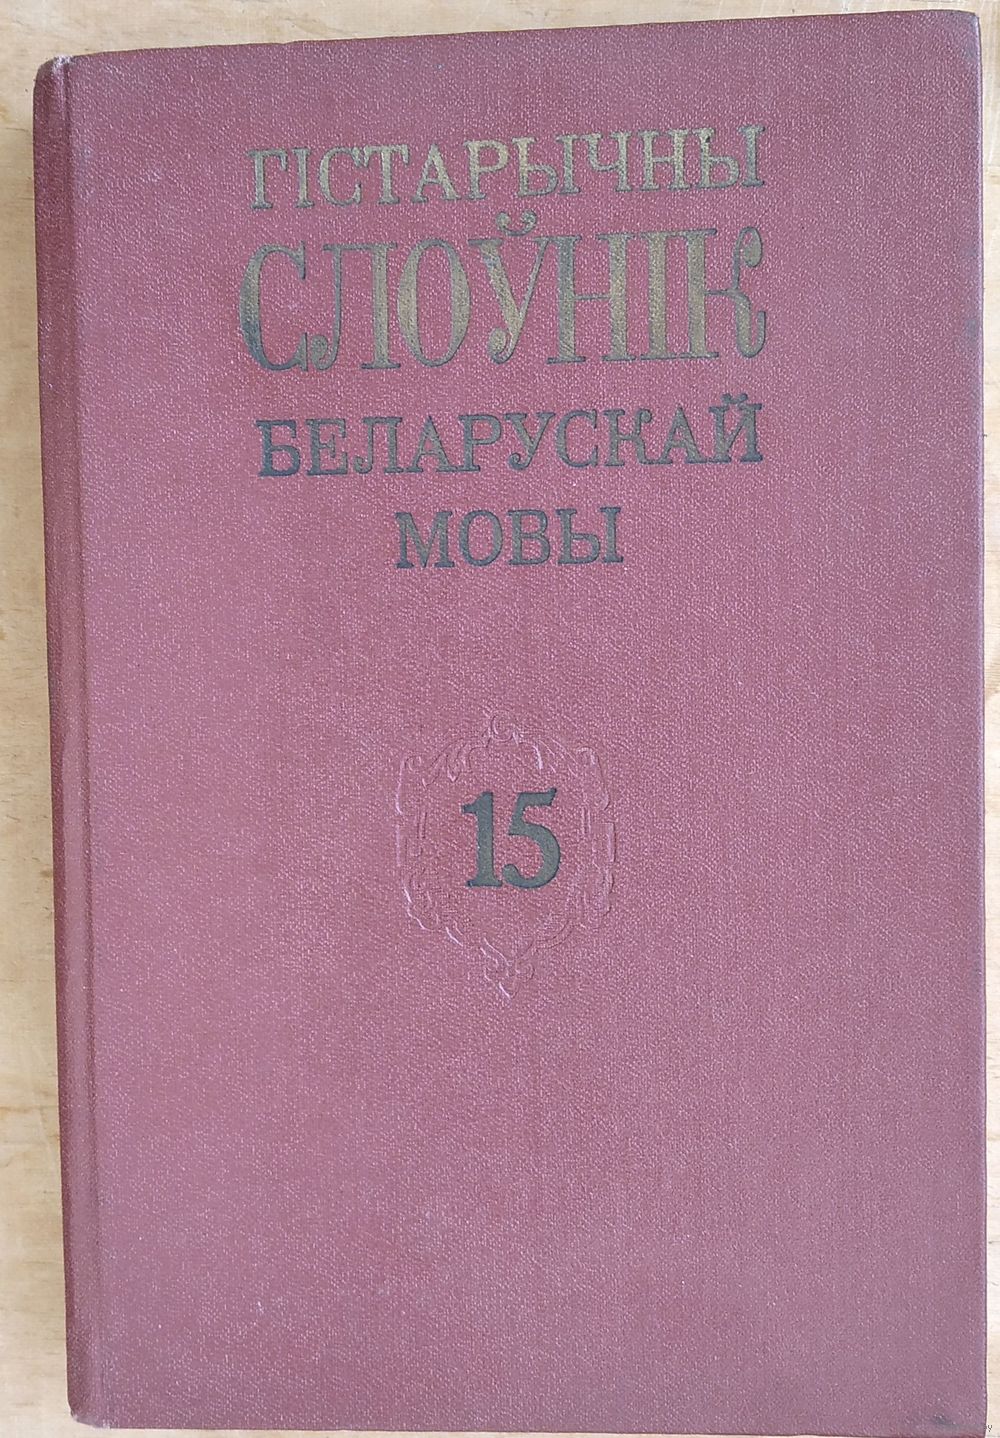 ГІСТАРЫЧНЫ
СЛОЎНІК
БЕЛАРУСКАЙ
МОВЫ
15